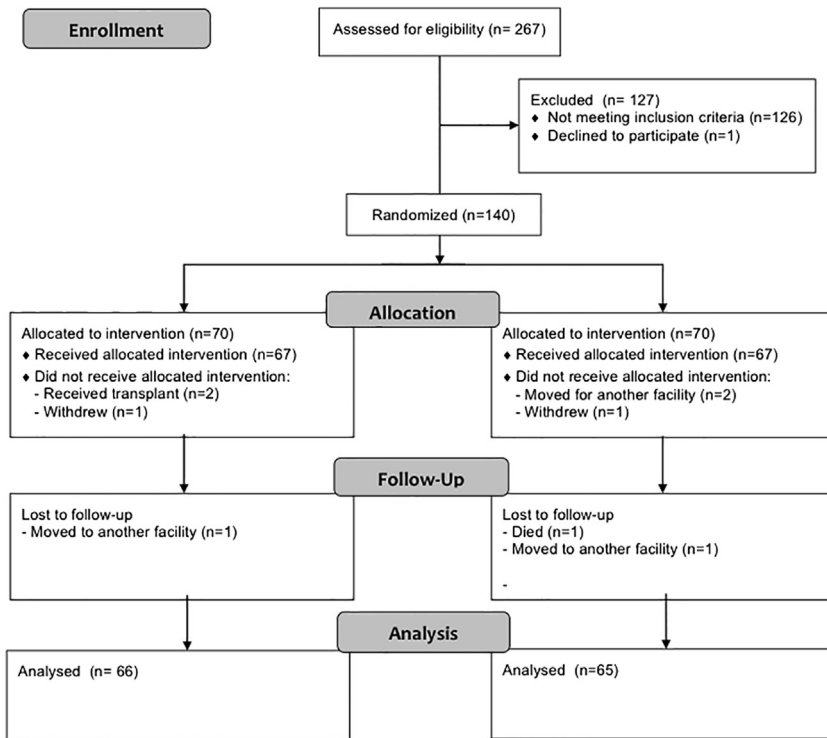 Enrollment
Assessed for eligibility (n= 267)
Excluded (n= 127)
♦ Not meeting inclusion criteria (n=126)
♦ Declined to participate (n=1)
Randomized (n=140)
Allocation
Allocated to intervention (n=70)
♦ Received allocated intervention (n=67)
♦ Did not receive allocated intervention:
- Received transplant (n=2)
- Withdrew (n=1)
Allocated to intervention (n=70)
♦ Received allocated intervention (n=67)
♦ Did not receive allocated intervention:
- Moved for another facility (n=2)
- Withdrew (n=1)
Follow-Up
Lost to follow-up
- Moved to another facility (n=1)
Lost to follow-up
- Died (n=1)
- Moved to another facility (n=1)
-
Analysis
Analysed (n= 66)
Analysed (n=65)